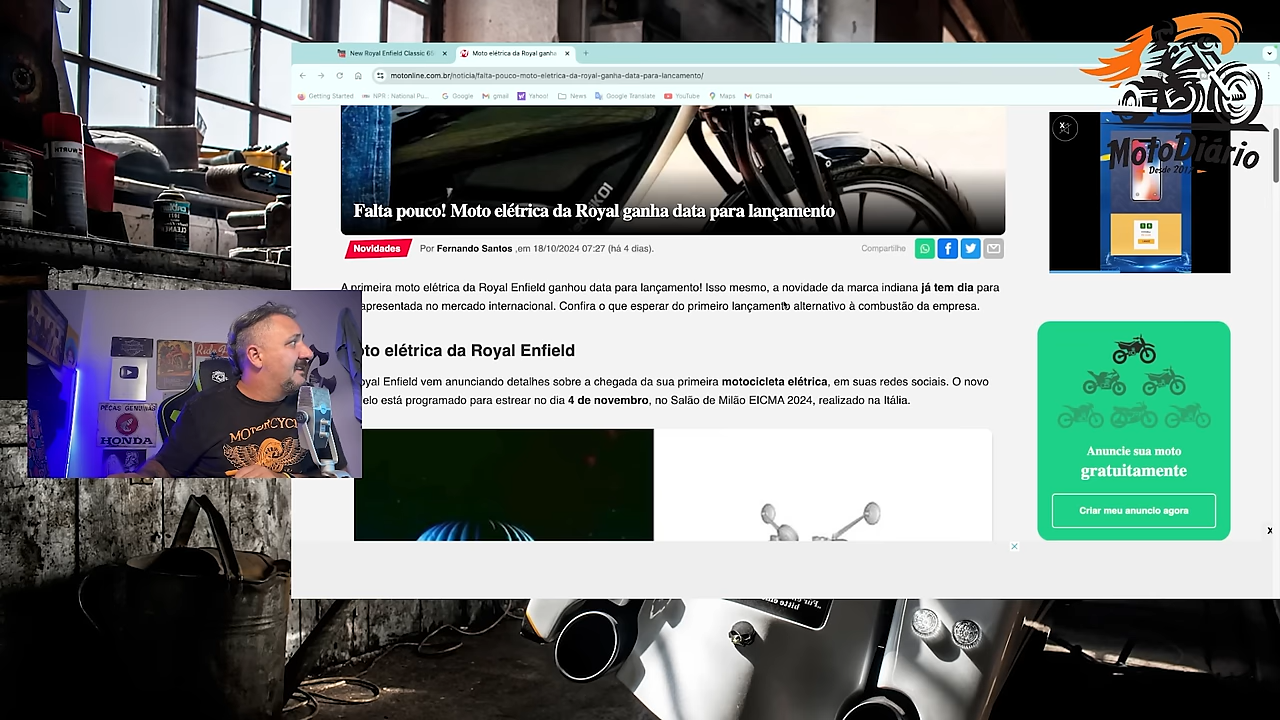 New Royal Enfield Classic 65
Moto elétrica da Royal ganha
motonline.com.br/noticia/falta-pouco-moto-eletrica-da-royal-ganha-data-para-lancamento/
Getting Started
NPR : National Pu...
Google
gmail
Yahoo!
News
Google Translate
YouTube
Maps
Gmail
MotoDiário
Desde 201
Falta pouco! Moto elétrica da Royal ganha data para lançamento
Novidades
Por Fernando Santos ,em 18/10/2024 07:27 (há 4 dias).
Compartilhe
A primeira moto elétrica da Royal Enfield ganhou data para lançamento! Isso mesmo, a novidade da marca indiana já tem dia para
apresentada no mercado internacional. Confira o que esperar do primeiro lançamento alternativo à combustão da empresa.
oto elétrica da Royal Enfield
oyal Enfield vem anunciando detalhes sobre a chegada da sua primeira motocicleta elétrica, em suas redes sociais. O novo
elo está programado para estrear no dia 4 de novembro, no Salão de Milão EICMA 2024, realizado na Itália.
Anuncie sua moto
gratuitamente
Criar meu anuncio agora
x
PEÇAS GENUÍNAS
HONDA
MOTORCYC
WURTH